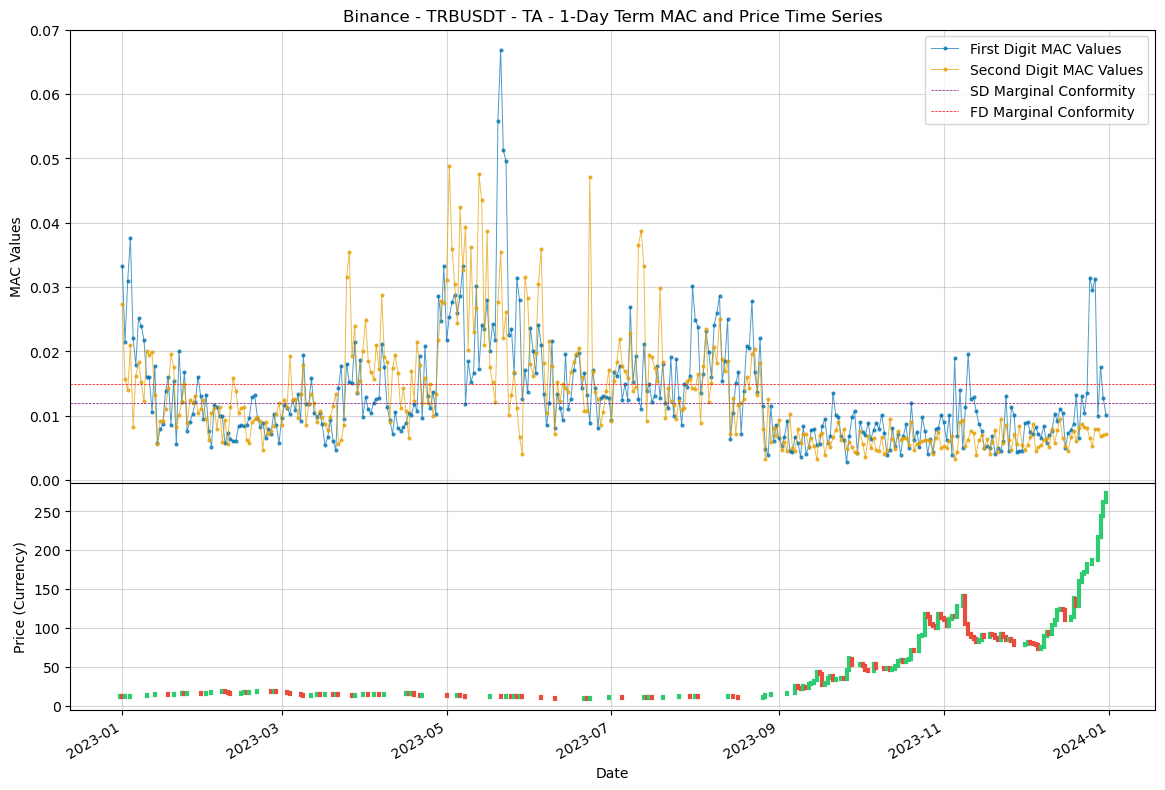 Binance - TRBUSDT - TA - 1-Day Term MAC and Price Time Series
First Digit MAC Values
Second Digit MAC Values
SD Marginal Conformity
FD Marginal Conformity
MAC Values
0.07
0.06
0.05
0.04
0.03
0.02
0.01
0.00
Price (Currency)
250
200
150
100
50
0
2023-01
2023-03
2023-05
2023-07
2023-09
2023-11
2024-01
Date